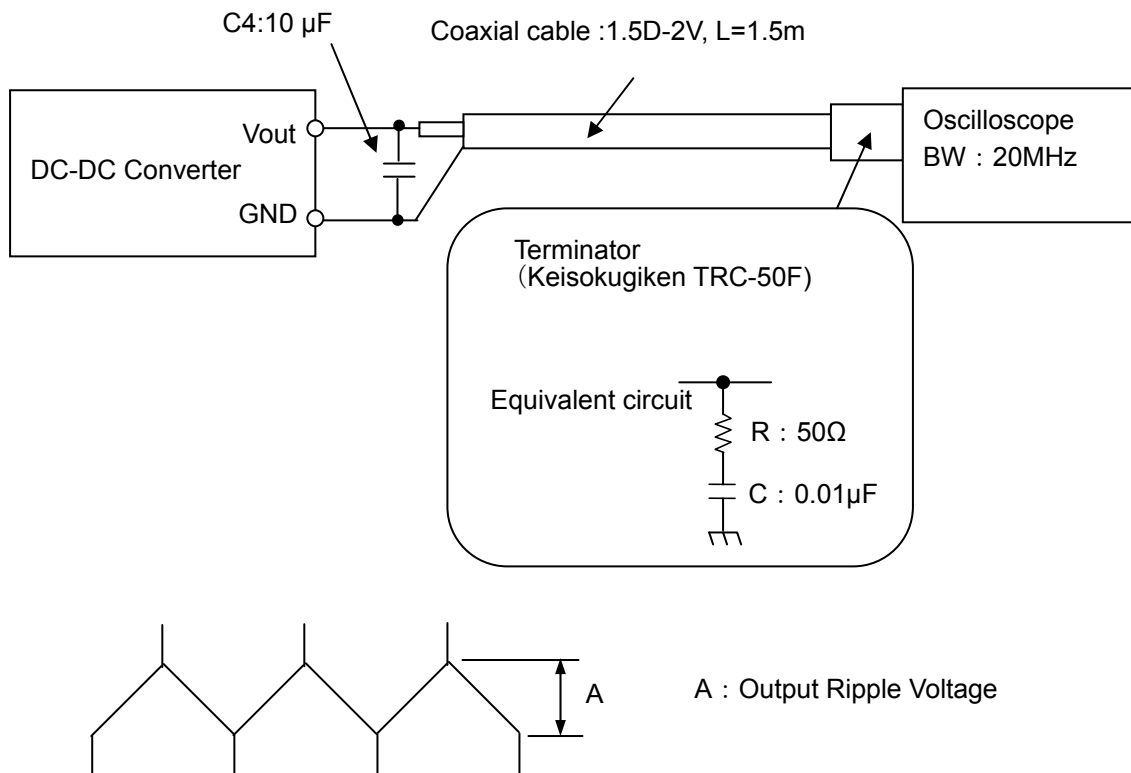 C4:10 µF
Coaxial cable :1.5D-2V, L=1.5m
Vout
DC-DC Converter
GND
Oscilloscope
BW：20MHz
Terminator
（Keisokugiken TRC-50F)
Equivalent circuit
R：50Ω
C：0.01µF
A
A：Output Ripple Voltage